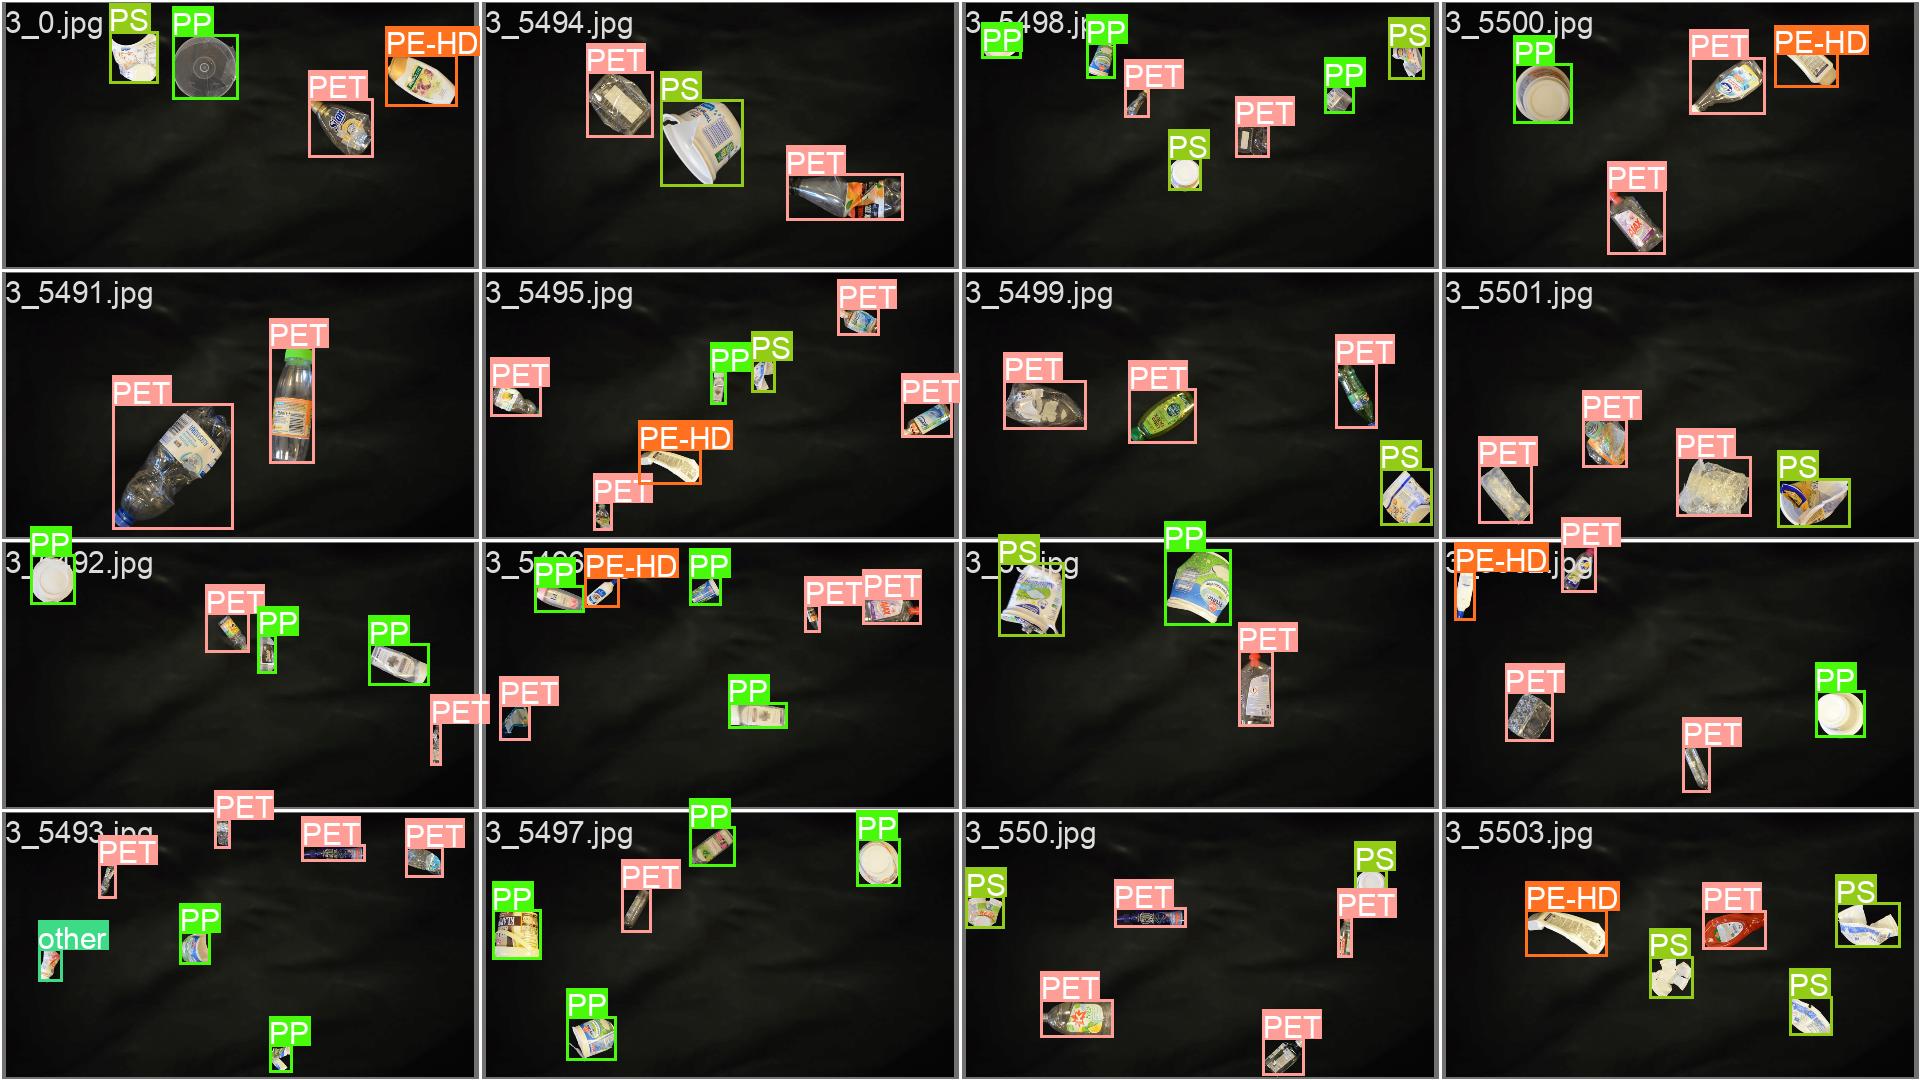 3_0.jpg
PS
PP
PET
PE-HD
3_5494.jpg
PET
PS
PET
PP
PP
PET
PS
PET
PP
PS
3_5500.jpg
PP
PET
PE-HD
PET
3_5491.jpg
PET
PET
3_5495.jpg
PET
PP
PS
PET
PET
PE-HD
PET
3_5499.jpg
PET
PET
PET
PS
3_5501.jpg
PET
PET
PET
PS
PP
PET
PP
PP
PET
PP
PE-HD
PP
PET
PET
PET
PP
PS
PP
PET
PE-HD
PET
PET
PET
PP
3_5493.jpg
PET
PET
PET
PET
other
PP
PP
3_5497.jpg
PP
PP
PET
PP
PP
3_550.jpg
PS
PS
PET
PET
PET
PET
3_5503.jpg
PE-HD
PET
PS
PS
PS